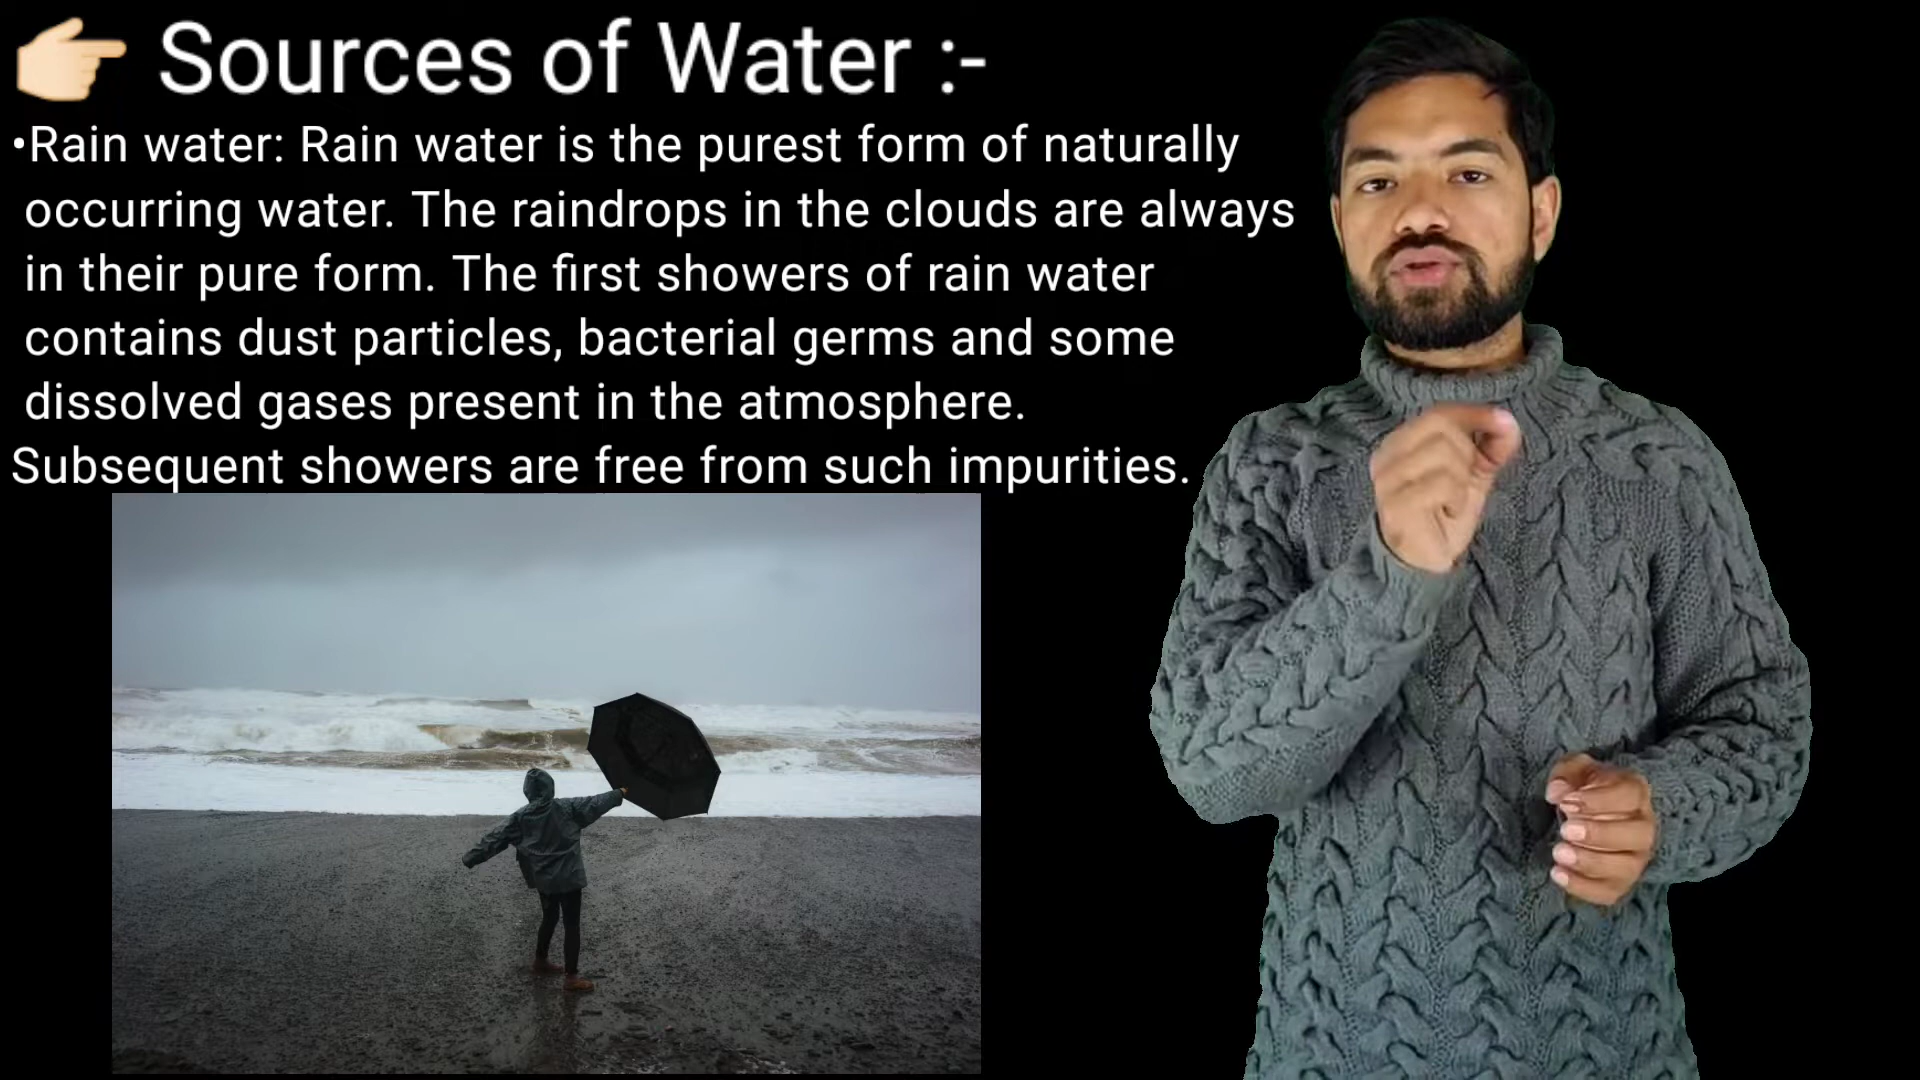 Sources of Water :-
•Rain water: Rain water is the purest form of naturally
occurring water. The raindrops in the clouds are always
in their pure form. The first showers of rain water
contains dust particles, bacterial germs and some
dissolved gases present in the atmosphere.
Subsequent showers are free from such impurities.